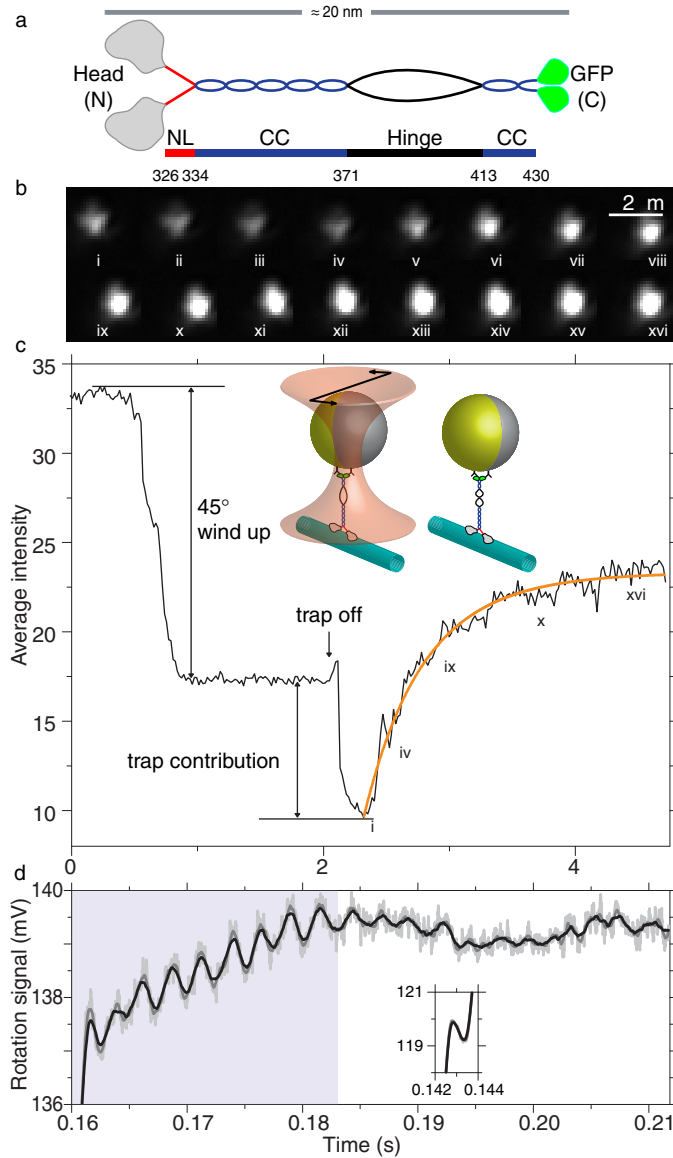 a
≈ 20 nm
Head
(N)
GFP
(C)
NL CC Hinge CC
326 334 371 413 430
b
2 m
i ii iii iv v vi vii viii
ix x xi xii xiii xiv xv xvi
c
35
30
25
20
15
10
Average intensity
45°
wind up
trap off
trap contribution
i
iv
ix
x
xvi
0 2 4
d
140
138
136
Rotation signal (mV)
121
119
0.142 0.144
0.16 0.17 0.18 0.19 0.20 0.21
Time (s)